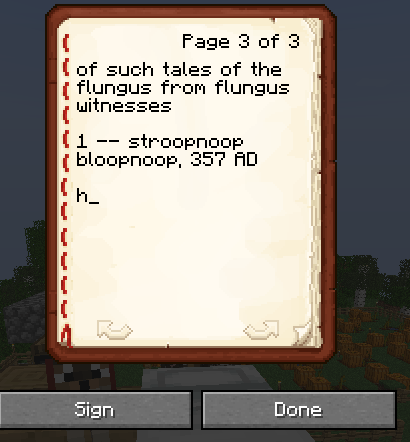 Page 3 of 3
of such tales of the
flungus from flungus
witnesses
1 -- stroopnoop
bloopnoop, 357 AD
h_
Sign
Done